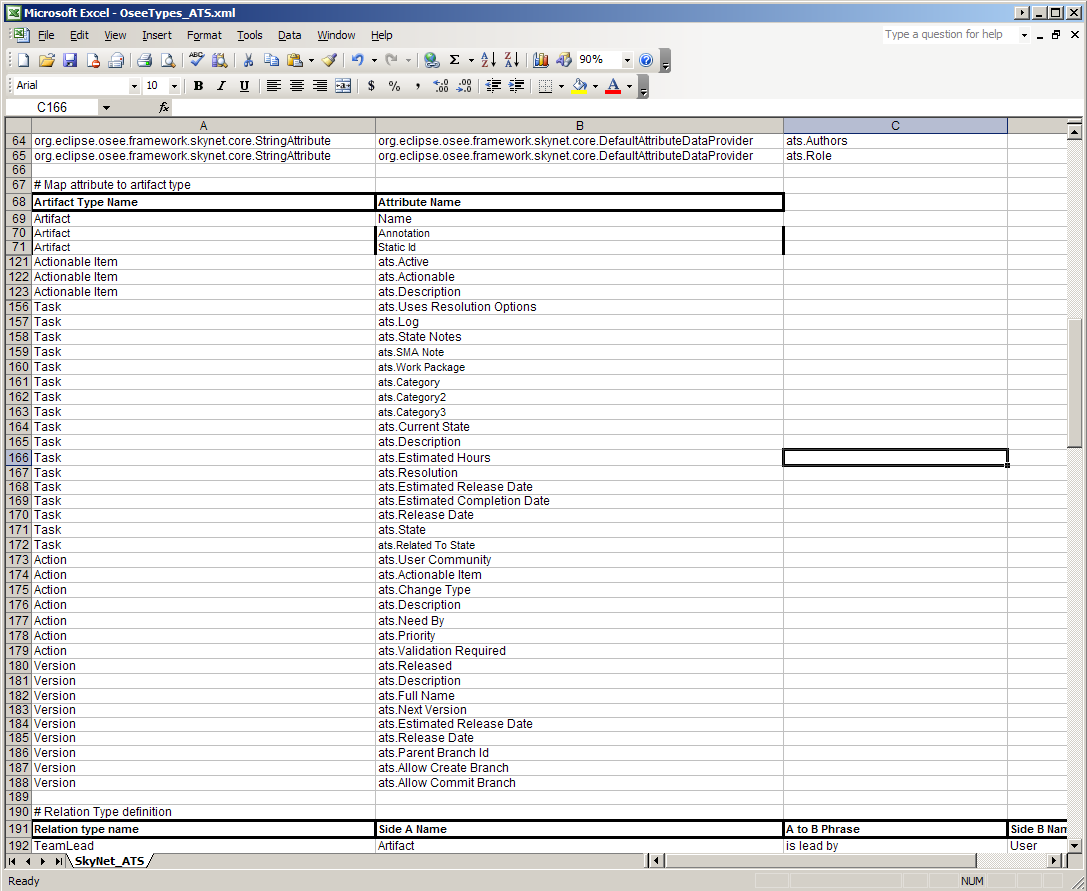 Microsoft Excel - OseeTypes_ATS.xml
File Edit View Insert Format Tools Data Window Help Type a question for help
ABC Σ A Z Z A 90% ?
Arial 10 B I U $ % , .00 .0 A
C166 fx
A B C
64 org.eclipse.osee.framework.skynet.core.StringAttribute org.eclipse.osee.framework.skynet.core.DefaultAttributeDataProvider ats.Authors
65 org.eclipse.osee.framework.skynet.core.StringAttribute org.eclipse.osee.framework.skynet.core.DefaultAttributeDataProvider ats.Role
66
67 # Map attribute to artifact type
68 Artifact Type Name Attribute Name
69 Artifact Name
70 Artifact Annotation
71 Artifact Static Id
121 Actionable Item ats.Active
122 Actionable Item ats.Actionable
123 Actionable Item ats.Description
156 Task ats.Uses Resolution Options
157 Task ats.Log
158 Task ats.State Notes
159 Task ats.SMA Note
160 Task ats.Work Package
161 Task ats.Category
162 Task ats.Category2
163 Task ats.Category3
164 Task ats.Current State
165 Task ats.Description
166 Task ats.Estimated Hours
167 Task ats.Resolution
168 Task ats.Estimated Release Date
169 Task ats.Estimated Completion Date
170 Task ats.Release Date
171 Task ats.State
172 Task ats.Related To State
173 Action ats.User Community
174 Action ats.Actionable Item
175 Action ats.Change Type
176 Action ats.Description
177 Action ats.Need By
178 Action ats.Priority
179 Action ats.Validation Required
180 Version ats.Released
181 Version ats.Description
182 Version ats.Full Name
183 Version ats.Next Version
184 Version ats.Estimated Release Date
185 Version ats.Release Date
186 Version ats.Parent Branch Id
187 Version ats.Allow Create Branch
188 Version ats.Allow Commit Branch
189
190 # Relation Type definition
191 Relation type name Side A Name A to B Phrase Side B Nam
192 TeamLead Artifact is lead by User
SkyNet_ATS
Ready NUM